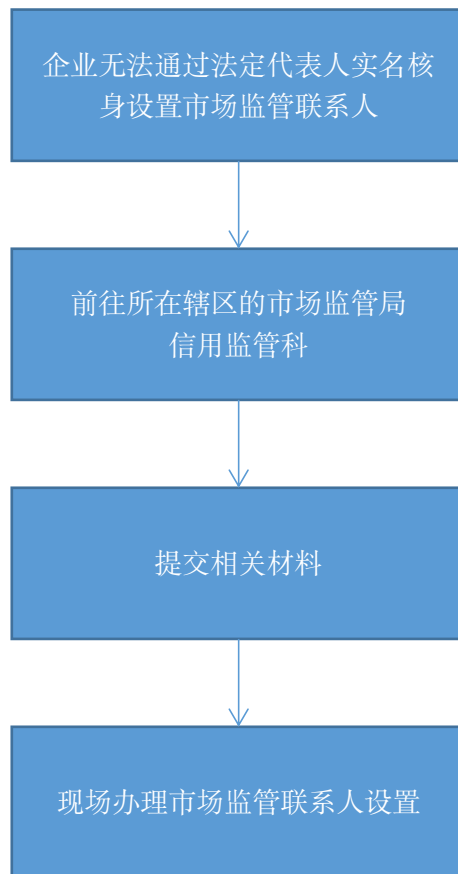 企业无法通过法定代表人实名核
身设置市场监管联系人
前往所在辖区的市场监管局
信用监管科
提交相关材料
现场办理市场监管联系人设置